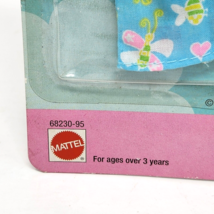 ©
68230-95
MATTEL
For ages over 3 years